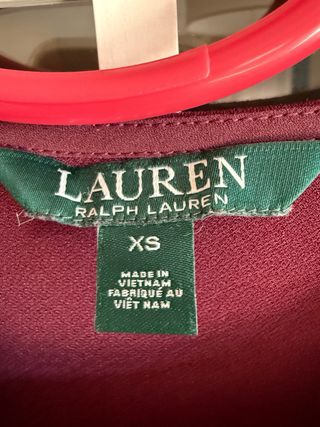 LAUREN
RALPH LAUREN
XS
MADE IN
VIETNAM
FABRIQUÉ AU
VIÊT NAM